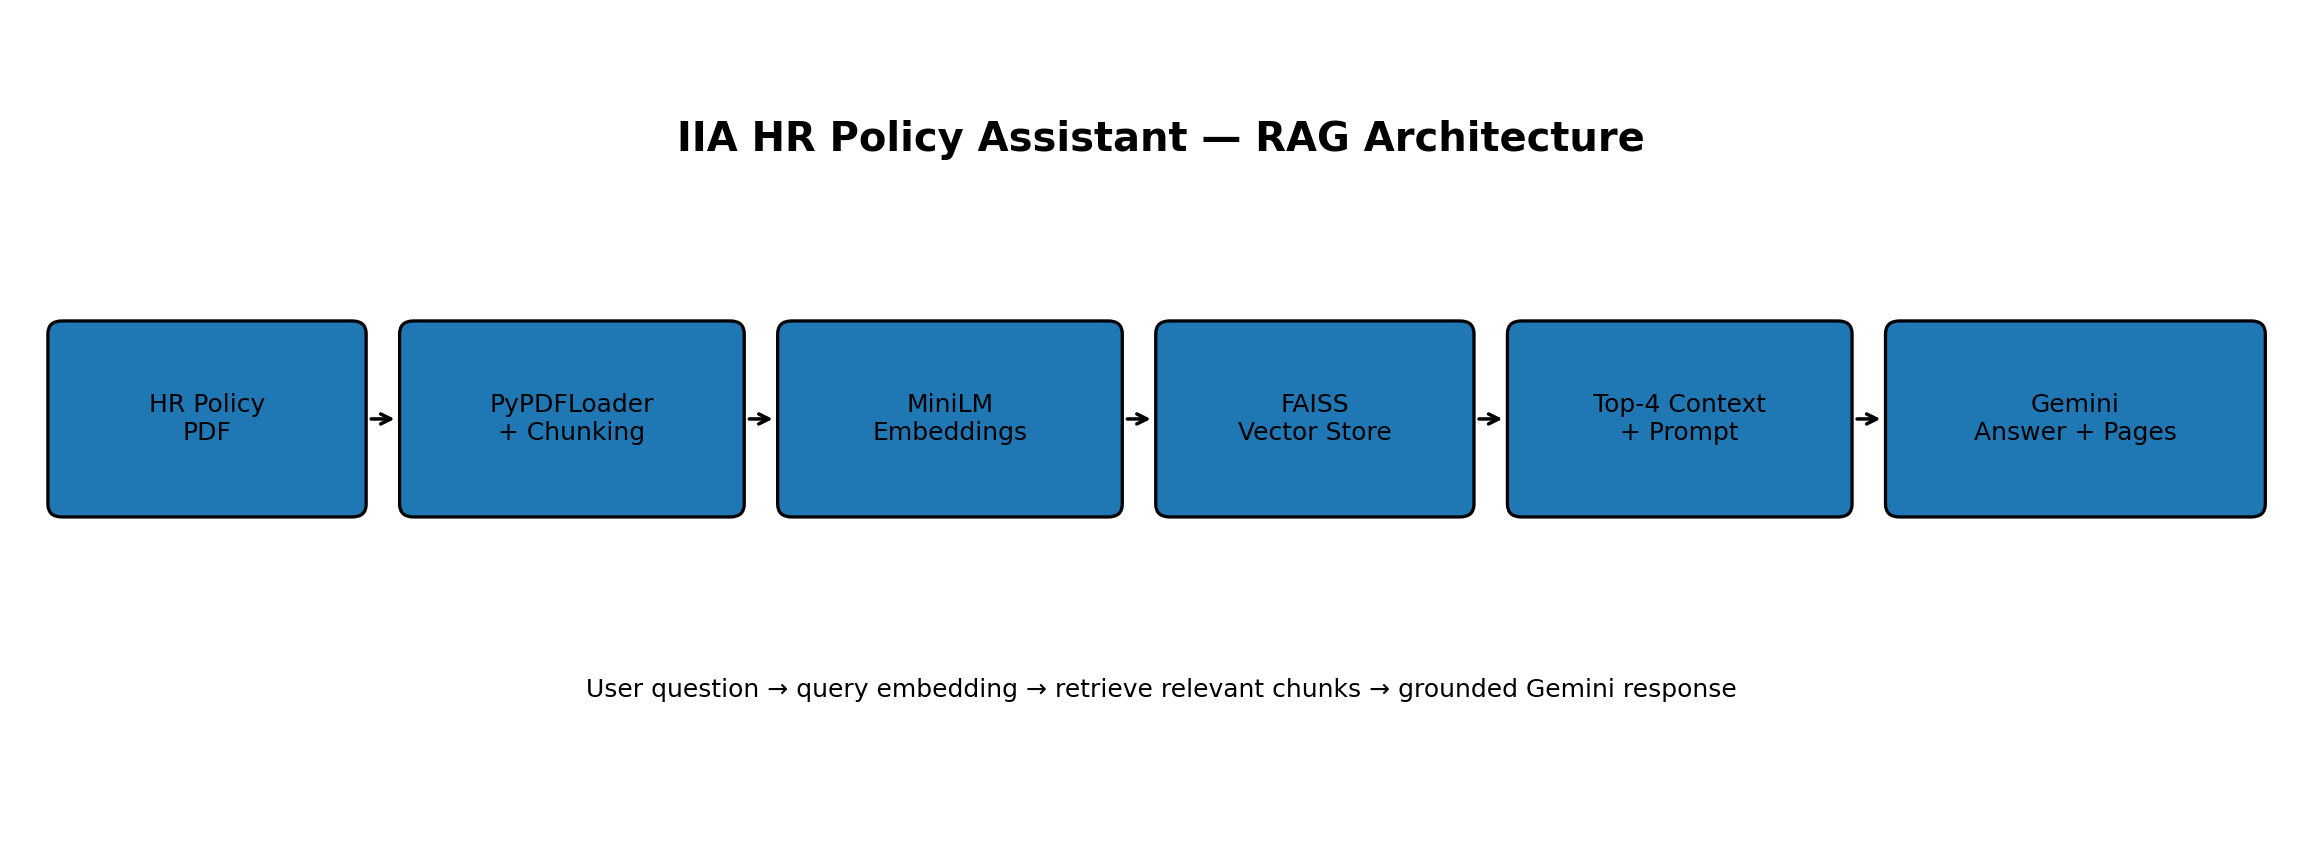 IIA HR Policy Assistant — RAG Architecture
HR Policy
PDF
PyPDFLoader
+ Chunking
MiniLM
Embeddings
FAISS
Vector Store
Top-4 Context
+ Prompt
Gemini
Answer + Pages
User question → query embedding → retrieve relevant chunks → grounded Gemini response